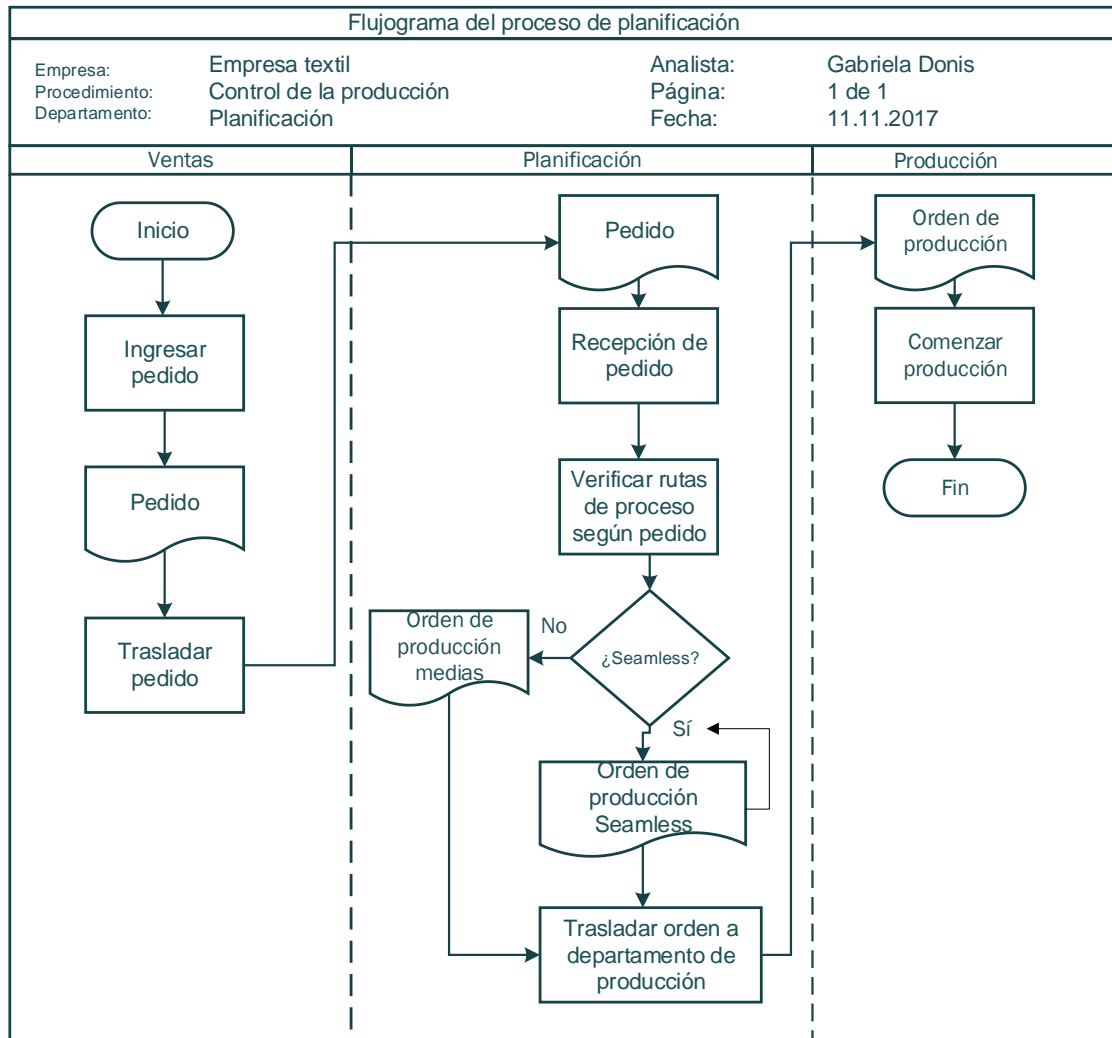 Flujograma del proceso de planificación
Empresa: Empresa textil Analista: Gabriela Donis
Procedimiento: Control de la producción Página: 1 de 1
Departamento: Planificación Fecha: 11.11.2017
Ventas
Planificación
Producción
Inicio
Ingresar
pedido
Pedido
Trasladar
pedido
Pedido
Recepción de
pedido
Verificar rutas
de proceso
según pedido
¿Seamless?
No
Orden de
producción
medias
Sí
Orden de
producción
Seamless
Trasladar orden a
departamento de
producción
Orden de
producción
Comenzar
producción
Fin